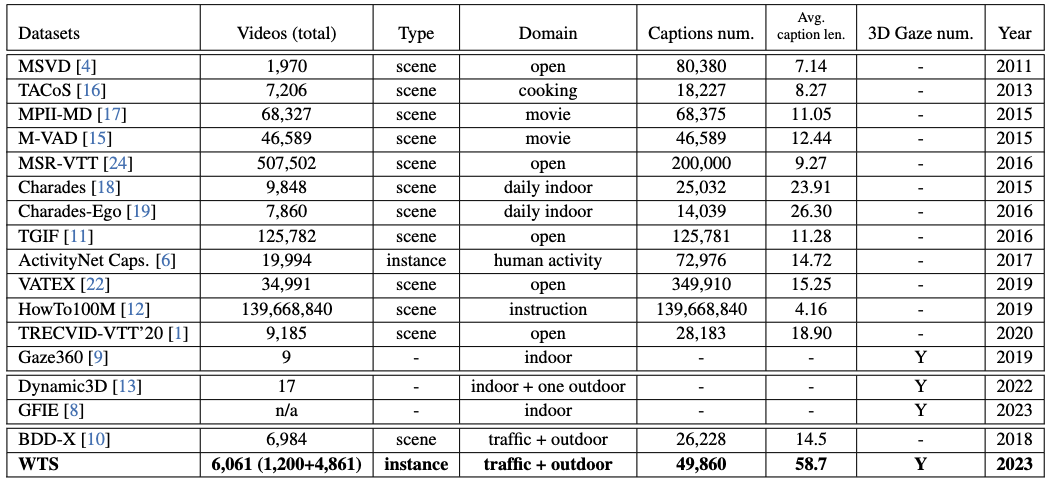 Datasets Videos (total) Type Domain Captions num. Avg. caption len. 3D Gaze num. Year
MSVD [4] 1,970 scene open 80,380 7.14 - 2011
TACoS [16] 7,206 scene cooking 18,227 8.27 - 2013
MPII-MD [17] 68,327 scene movie 68,375 11.05 - 2015
M-VAD [15] 46,589 scene movie 46,589 12.44 - 2015
MSR-VTT [24] 507,502 scene open 200,000 9.27 - 2016
Charades [18] 9,848 scene daily indoor 25,032 23.91 - 2015
Charades-Ego [19] 7,860 scene daily indoor 14,039 26.30 - 2016
TGIF [11] 125,782 scene open 125,781 11.28 - 2016
ActivityNet Caps. [6] 19,994 instance human activity 72,976 14.72 - 2017
VATEX [22] 34,991 scene open 349,910 15.25 - 2019
HowTo100M [12] 139,668,840 scene instruction 139,668,840 4.16 - 2019
TRECVID-VTT’20 [1] 9,185 scene open 28,183 18.90 - 2020
Gaze360 [9] 9 - indoor - - Y 2019
Dynamic3D [13] 17 - indoor + one outdoor - - Y 2022
GFIE [8] n/a - indoor - - Y 2023
BDD-X [10] 6,984 scene traffic + outdoor 26,228 14.5 - 2018
WTS 6,061 (1,200+4,861) instance traffic + outdoor 49,860 58.7 Y 2023